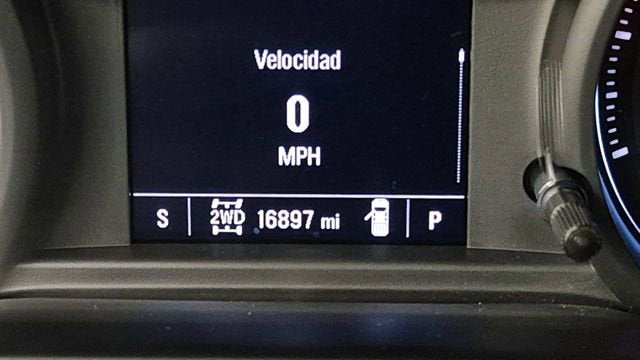 Velocidad
0
MPH
S 2WD 16897 mi P